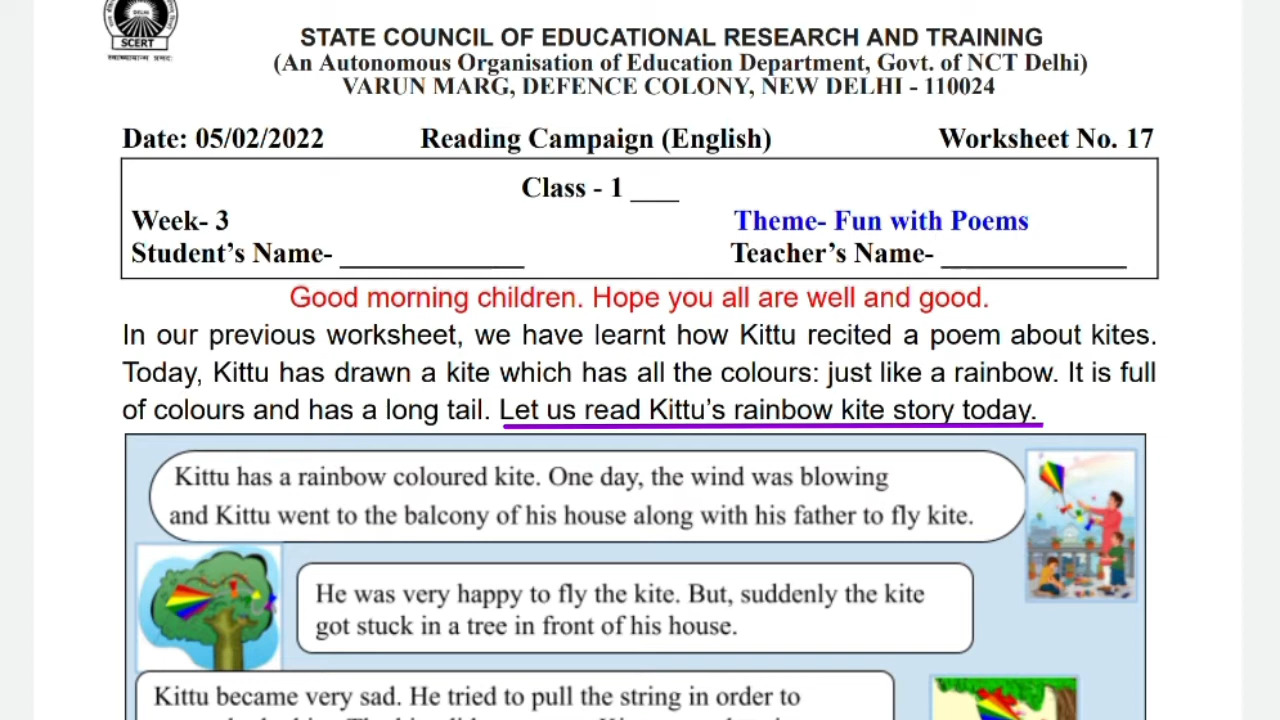 DELHI
SCERT
STATE COUNCIL OF EDUCATIONAL RESEARCH AND TRAINING
(An Autonomous Organisation of Education Department, Govt. of NCT Delhi)
VARUN MARG, DEFENCE COLONY, NEW DELHI - 110024
Date: 05/02/2022 Reading Campaign (English) Worksheet No. 17
Class - 1 ____
Week- 3 Theme- Fun with Poems
Student’s Name- _____________ Teacher’s Name- _____________
Good morning children. Hope you all are well and good.
In our previous worksheet, we have learnt how Kittu recited a poem about kites.
Today, Kittu has drawn a kite which has all the colours: just like a rainbow. It is full
of colours and has a long tail. Let us read Kittu’s rainbow kite story today.
Kittu has a rainbow coloured kite. One day, the wind was blowing
and Kittu went to the balcony of his house along with his father to fly kite.
He was very happy to fly the kite. But, suddenly the kite
got stuck in a tree in front of his house.
Kittu became very sad. He tried to pull the string in order to